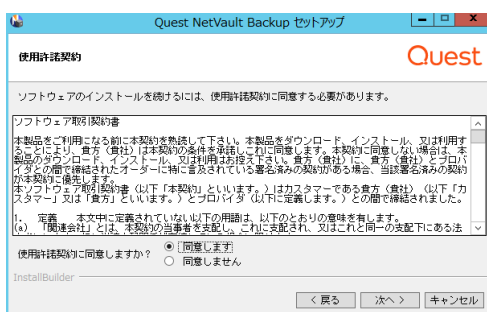 Quest NetVault Backup セットアップ
使用許諾契約
Quest
ソフトウェアのインストールを続けるには、使用許諾契約に同意する必要があります。
ソフトウェア取引契約書
本製品をご利用になる前に本契約を熟読して下さい。本製品をダウンロード、インストール、又は利用す
ることにより、貴方（貴社）は本契約の条件を承諾しこれに同意します。本契約に同意しない場合は、本
製品のダウンロード、インストール、又は利用はお控え下さい。貴方（貴社）に、貴方（貴社）とプロバ
イダとの間で締結されたオーダーに特に言及されている署名済みの契約がある場合、当該署名済みの契約
が本契約に優先します。
本ソフトウェア取引契約書（以下「本契約」といいます。）はカスタマーである貴方（貴社）（以下「カ
スタマー」又は「貴方」といいます。）とプロバイダ（以下に定義します。）との間で締結されました。
1. 定義 本文中に定義されていない以下の用語は、以下のとおりの意味を有します。
(a) 「関連会社」とは、本契約の当事者を支配し、これに支配され、又はこれと同一の支配下にある法
使用許諾契約に同意しますか？
同意します
同意しません
InstallBuilder
< 戻る
次へ >
キャンセル